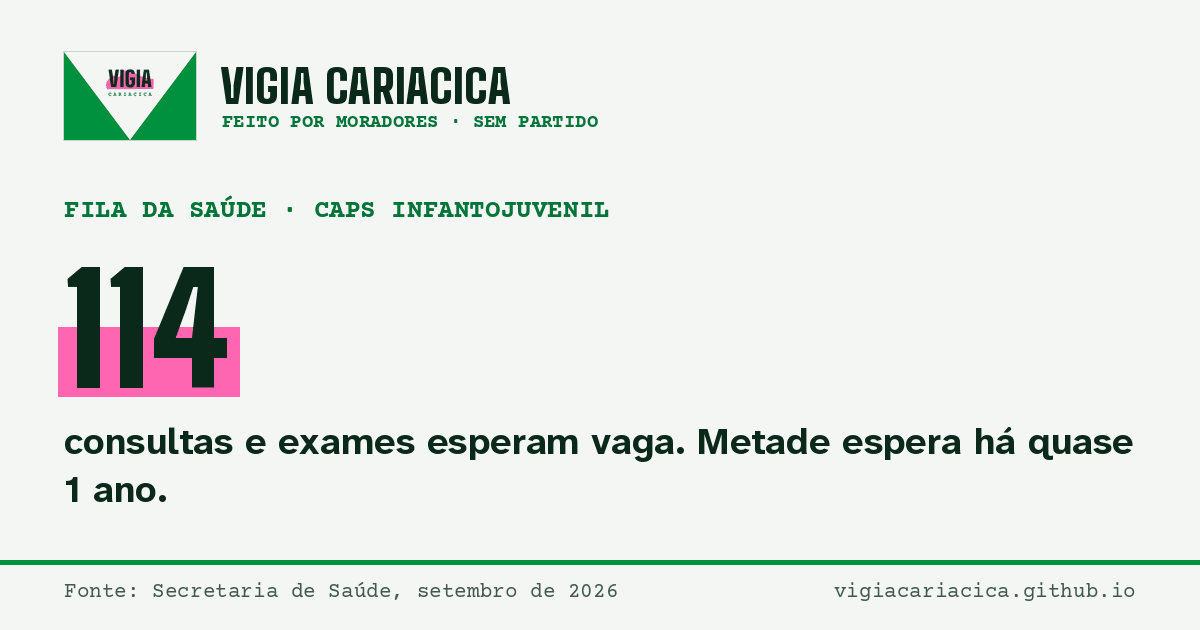 VIGIA
CARIACICA
VIGIA CARIACICA
FEITO POR MORADORES · SEM PARTIDO
FILA DA SAÚDE · CAPS INFANTOJUVENIL
114
consultas e exames esperam vaga. Metade espera há quase
1 ano.
Fonte: Secretaria de Saúde, setembro de 2026
vigiacariacica.github.io